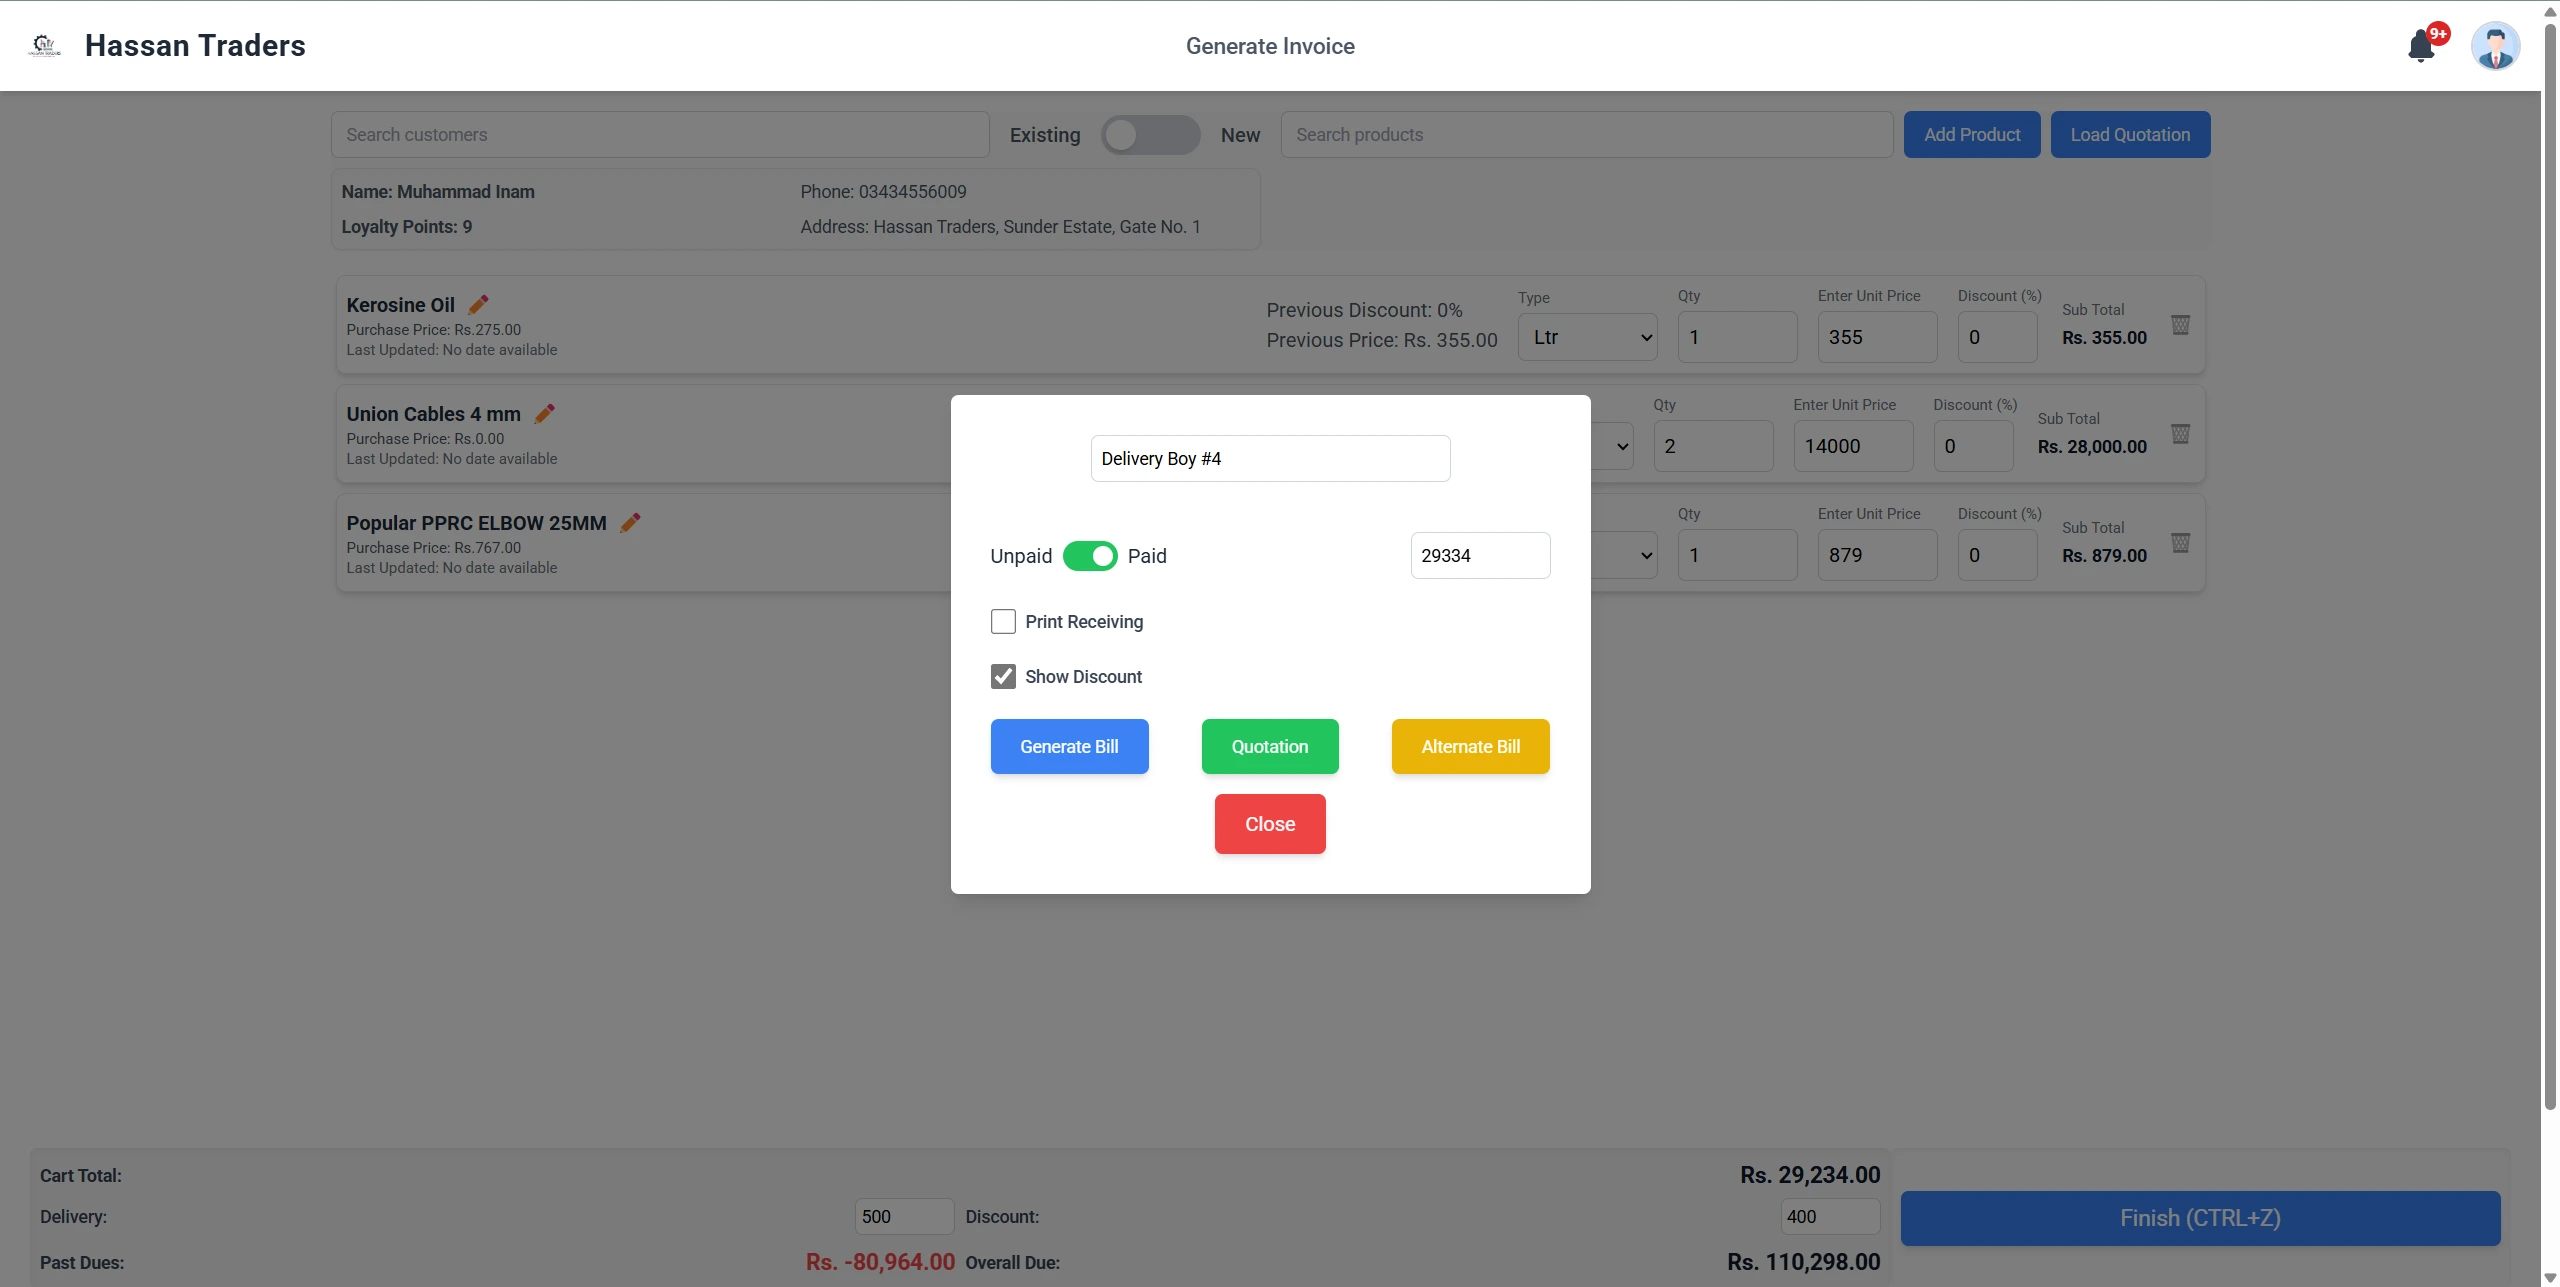 Hassan Traders
Generate Invoice
9+
Search customers
Existing
New
Search products
Add Product
Load Quotation
Name: Muhammad Inam
Phone: 03434556009
Loyalty Points: 9
Address: Hassan Traders, Sunder Estate, Gate No. 1
Kerosine Oil
Purchase Price: Rs.275.00
Last Updated: No date available
Previous Discount: 0%
Previous Price: Rs. 355.00
Type
Ltr
Qty
1
Enter Unit Price
355
Discount (%)
0
Sub Total
Rs. 355.00
Union Cables 4 mm
Purchase Price: Rs.0.00
Last Updated: No date available
Qty
2
Enter Unit Price
14000
Discount (%)
0
Sub Total
Rs. 28,000.00
Popular PPRC ELBOW 25MM
Purchase Price: Rs.767.00
Last Updated: No date available
Qty
1
Enter Unit Price
879
Discount (%)
0
Sub Total
Rs. 879.00
Delivery Boy #4
Unpaid
Paid
29334
Print Receiving
Show Discount
Generate Bill
Quotation
Alternate Bill
Close
Cart Total:
Rs. 29,234.00
Delivery:
500
Discount:
400
Past Dues:
Rs. -80,964.00
Overall Due:
Rs. 110,298.00
Finish (CTRL+Z)